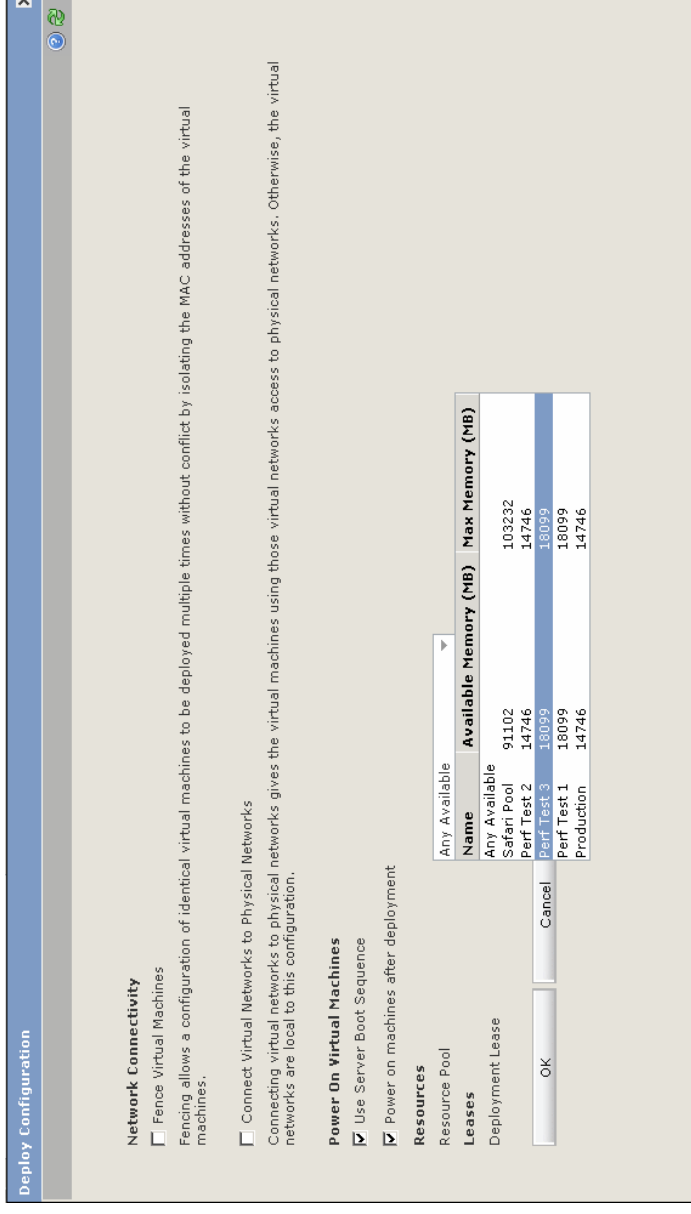 Deploy Configuration
Network Connectivity
Fence Virtual Machines
Fencing allows a configuration of identical virtual machines to be deployed multiple times without conflict by isolating the MAC addresses of the virtual
machines.
Connect Virtual Networks to Physical Networks
Connecting virtual networks to physical networks gives the virtual machines using those virtual networks access to physical networks. Otherwise, the virtual
networks are local to this configuration.
Power On Virtual Machines
Use Server Boot Sequence
Power on machines after deployment
Resources
Resource Pool Any Available
Leases Name Available Memory (MB) Max Memory (MB)
Deployment Lease Any Available
Safari Pool 91102 103232
Perf Test 2 14746 14746
OK Cancel Perf Test 3 18099 18099
Perf Test 1 18099 18099
Production 14746 14746